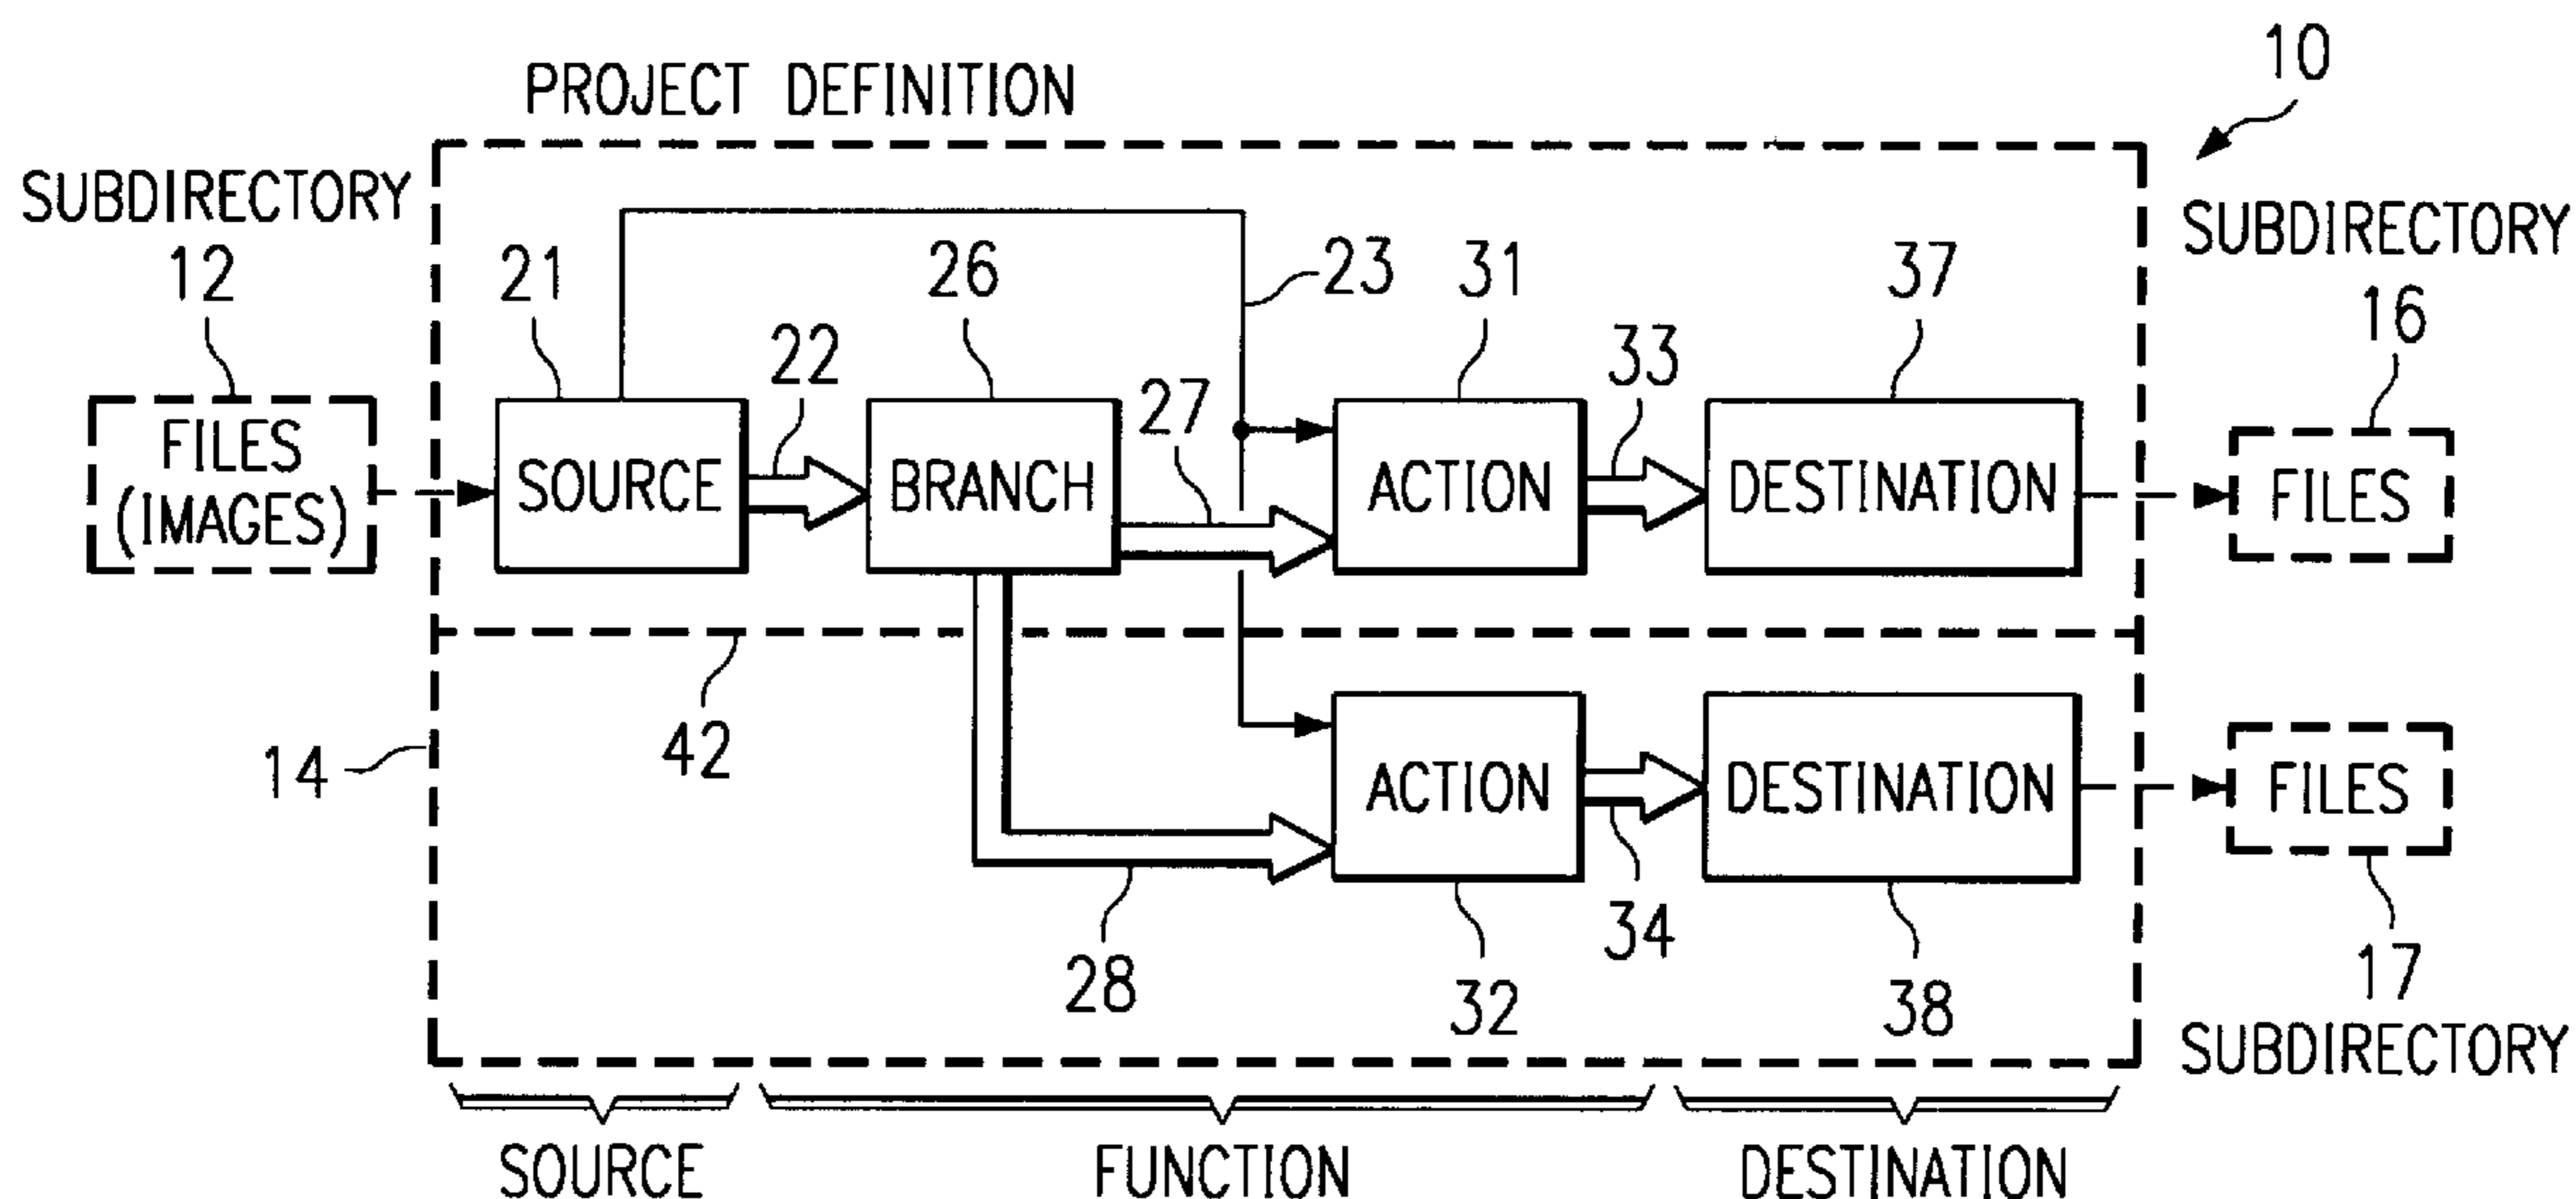 10
PROJECT DEFINITION
SUBDIRECTORY
12
SUBDIRECTORY
16
21
26
23
31
37
22
27
33
FILES
(IMAGES)
SOURCE
BRANCH
ACTION
DESTINATION
FILES
14
42
ACTION
DESTINATION
FILES
28
32
34
38
17
SUBDIRECTORY
SOURCE
FUNCTION
DESTINATION